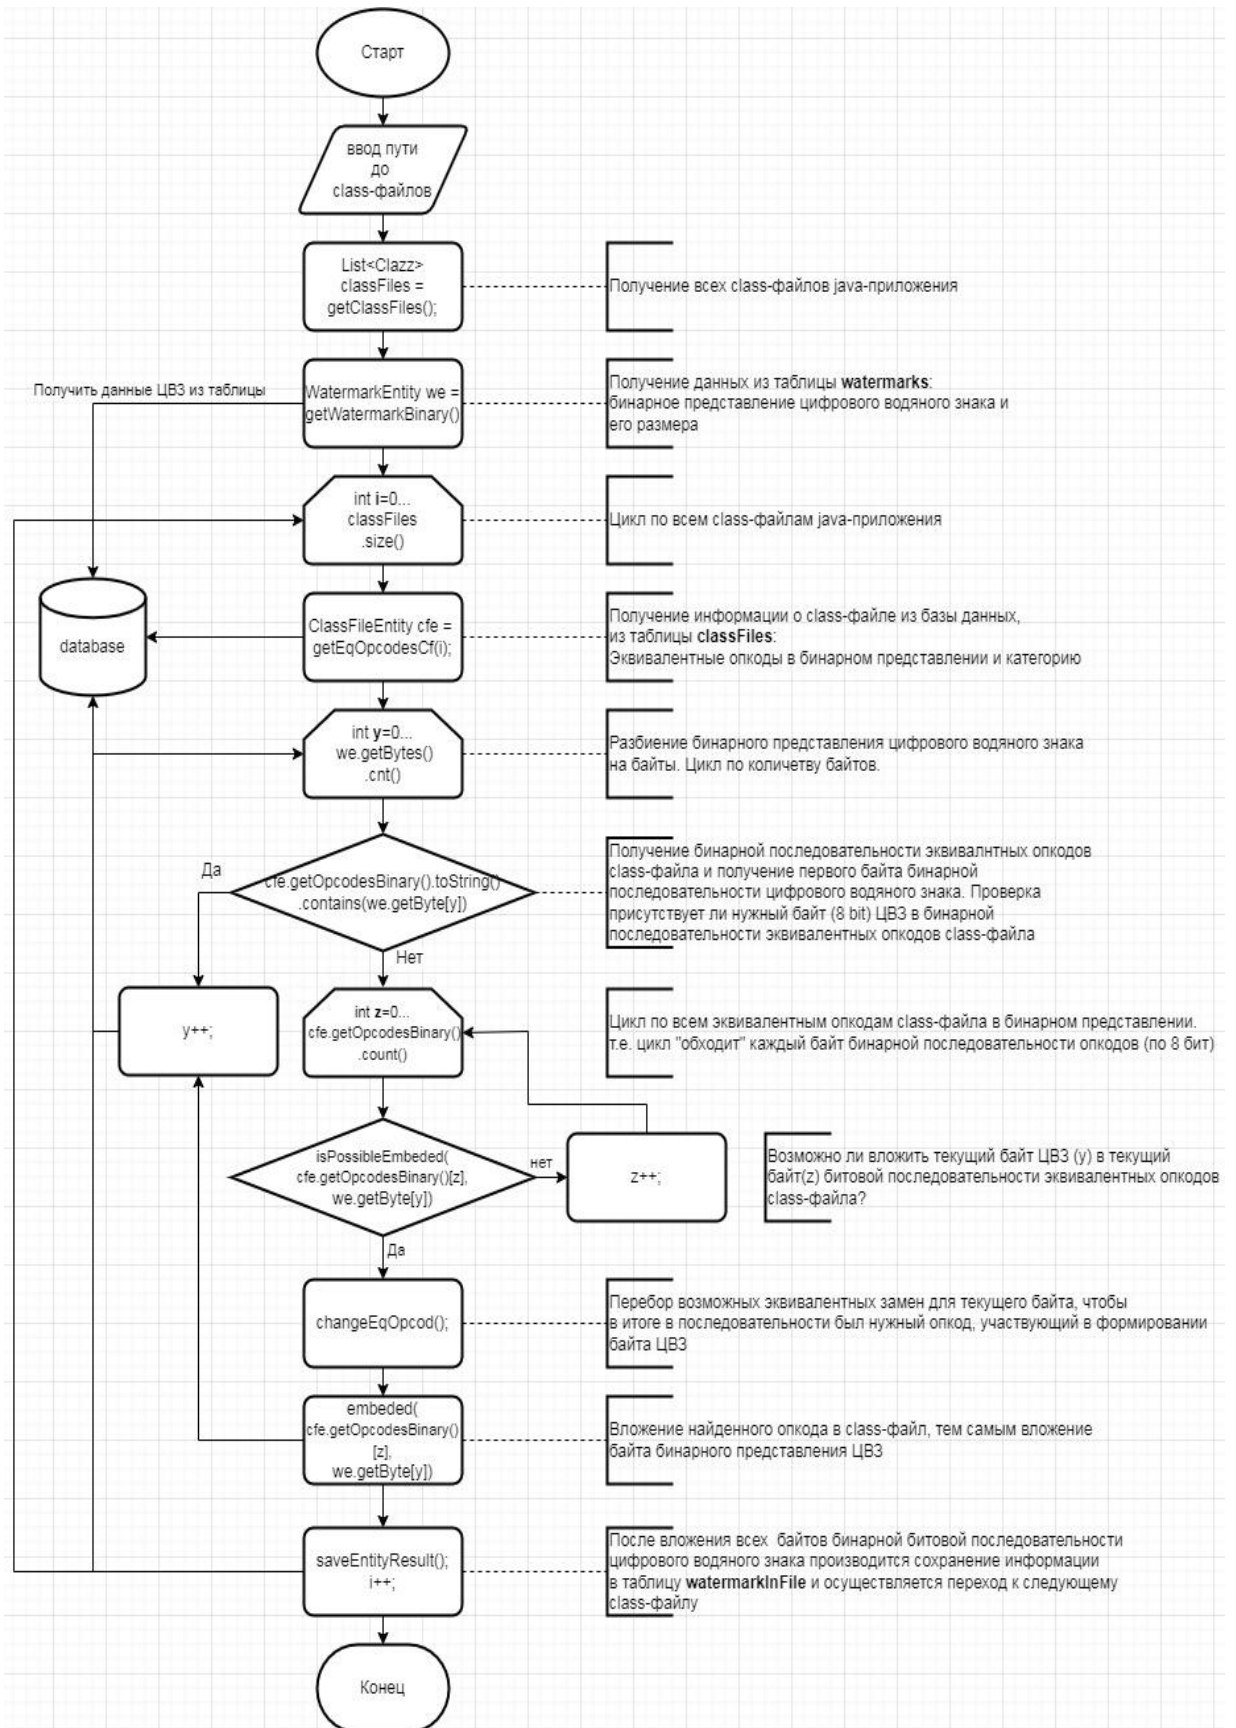 Старт
ввод пути
до
class-файлов
List<Clazz>
classFiles =
getClassFiles();
Получение всех class-файлов java-приложения
Получить данные ЦВЗ из таблицы
WatermarkEntity we =
getWatermarkBinary()
Получение данных из таблицы watermarks:
бинарное представление цифрового водяного знака и
его размера
int i=0...
classFiles
.size()
Цикл по всем class-файлам java-приложения
database
ClassFileEntity cfe =
getEqOpcodesCf(i);
Получение информации о class-файле из базы данных,
из таблицы classFiles:
Эквивалентные опкоды в бинарном представлении и категорию
int y=0...
we.getBytes()
.cnt()
Разбиение бинарного представления цифрового водяного знака
на байты. Цикл по количетву байтов.
Да
cfe.getOpcodesBinary().toString()
.contains(we.getByte[y])
Нет
Получение бинарной последовательности эквивалнтных опкодов
class-файла и получение первого байта бинарной
последовательности цифрового водяного знака. Проверка
присутствует ли нужный байт (8 bit) ЦВЗ в бинарной
последовательности эквивалентных опкодов class-файла
y++;
int z=0...
cfe.getOpcodesBinary()
.count()
Цикл по всем эквивалентным опкодам class-файла в бинарном представлении.
т.е. цикл "обходит" каждый байт бинарной последовательности опкодов (по 8 бит)
isPossibleEmbeded(
cfe.getOpcodesBinary()[z],
we.getByte[y])
нет
z++;
Возможно ли вложить текущий байт ЦВЗ (y) в текущий
байт(z) битовой последовательности эквивалентных опкодов
class-файла?
Да
changeEqOpcod();
Перебор возможных эквивалентных замен для текущего байта, чтобы
в итоге в последовательности был нужный опкод, участвующий в формировании
байта ЦВЗ
embeded(
cfe.getOpcodesBinary()
[z],
we.getByte[y])
Вложение найденного опкода в class-файл, тем самым вложение
байта бинарного представления ЦВЗ
saveEntityResult();
i++;
После вложения всех байтов бинарной битовой последовательности
цифрового водяного знака производится сохранение информации
в таблицу watermarkInFile и осуществляется переход к следующему
class-файлу
Конец